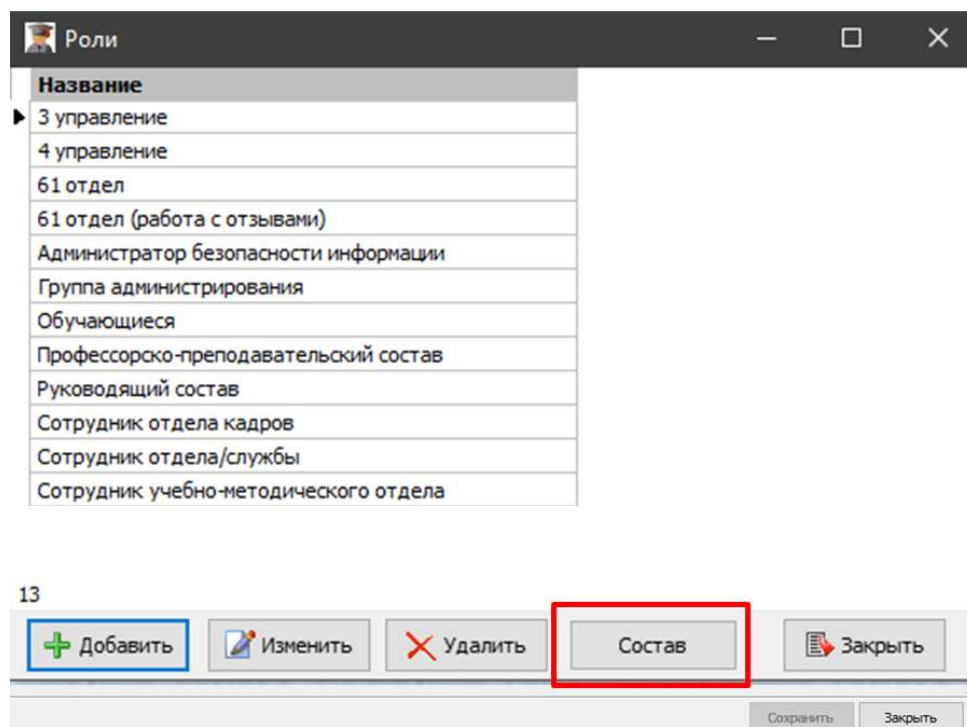 Роли
Название
3 управление
4 управление
61 отдел
61 отдел (работа с отзывами)
Администратор безопасности информации
Группа администрирования
Обучающиеся
Профессорско-преподавательский состав
Руководящий состав
Сотрудник отдела кадров
Сотрудник отдела/службы
Сотрудник учебно-методического отдела
13
Добавить Изменить Удалить Состав Закрыть
Сохранить Закрыть